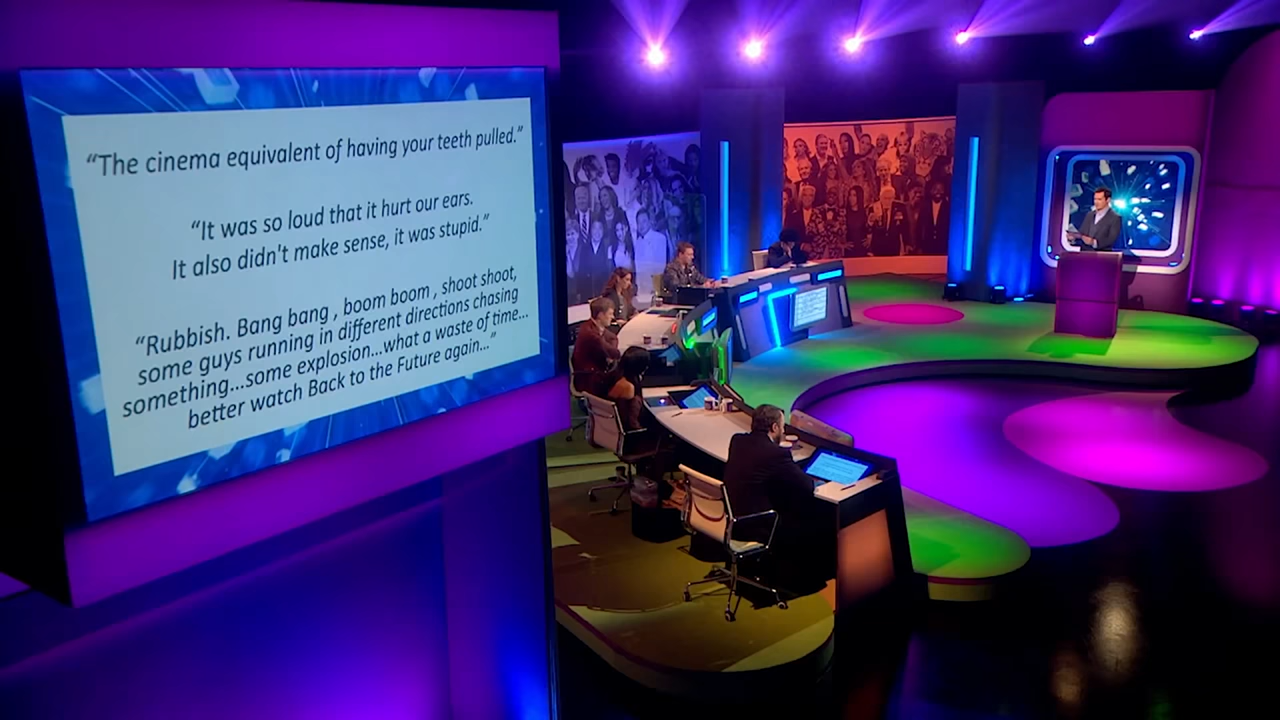 “The cinema equivalent of having your teeth pulled.”
“It was so loud that it hurt our ears.
It also didn't make sense, it was stupid.”
“Rubbish. Bang bang , boom boom , shoot shoot,
some guys running in different directions chasing
something...some explosion...what a waste of time...
better watch Back to the Future again...”